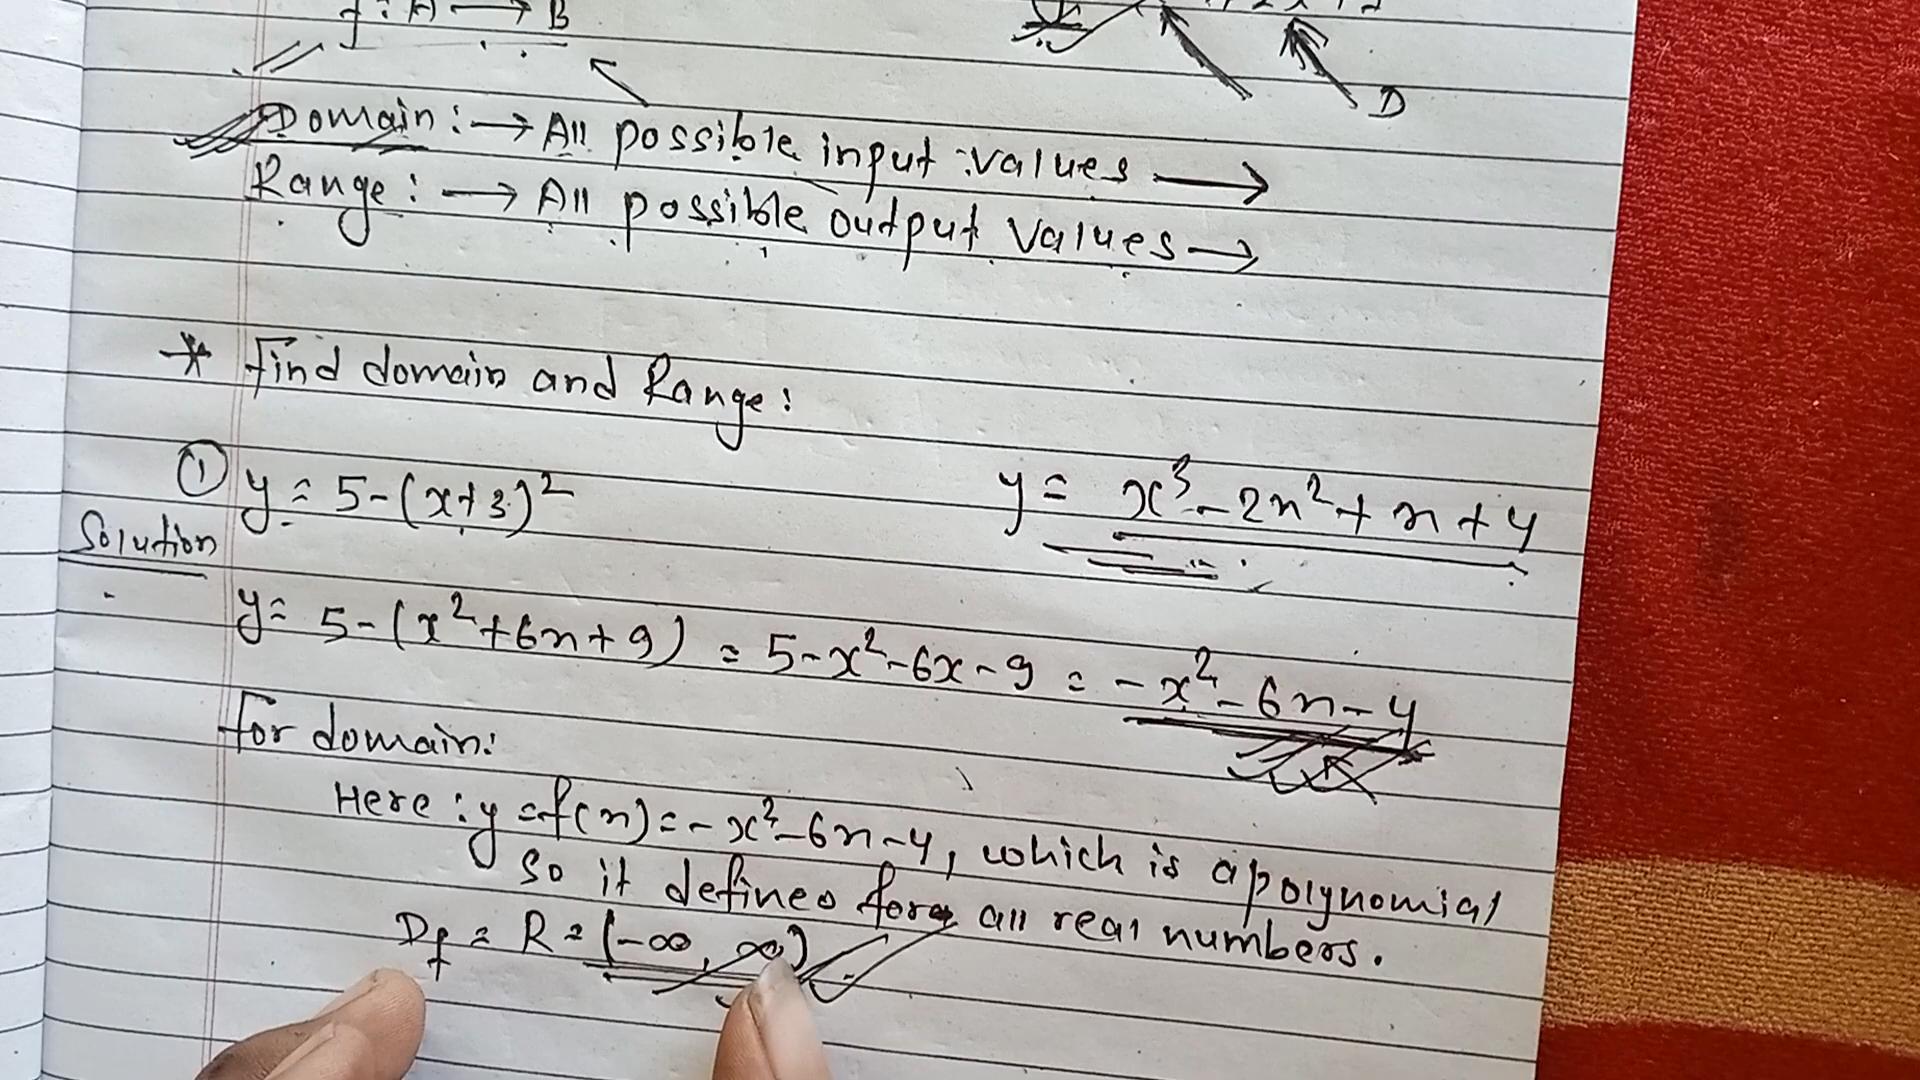 f : A → B
D
Domain : → All possible input values →
Range : → All possible output values →
* Find domain and Range :
① y = 5-(x+3)²
y = x³-2x²+x+4
Solution
y = 5-(x²+6x+9) = 5-x²-6x-9 = -x²-6x-4
For domain:
Here : y = f(x) = -x²-6x-4, which is a polynomial
so it defines for all real numbers.
Df = R = (-∞, ∞)